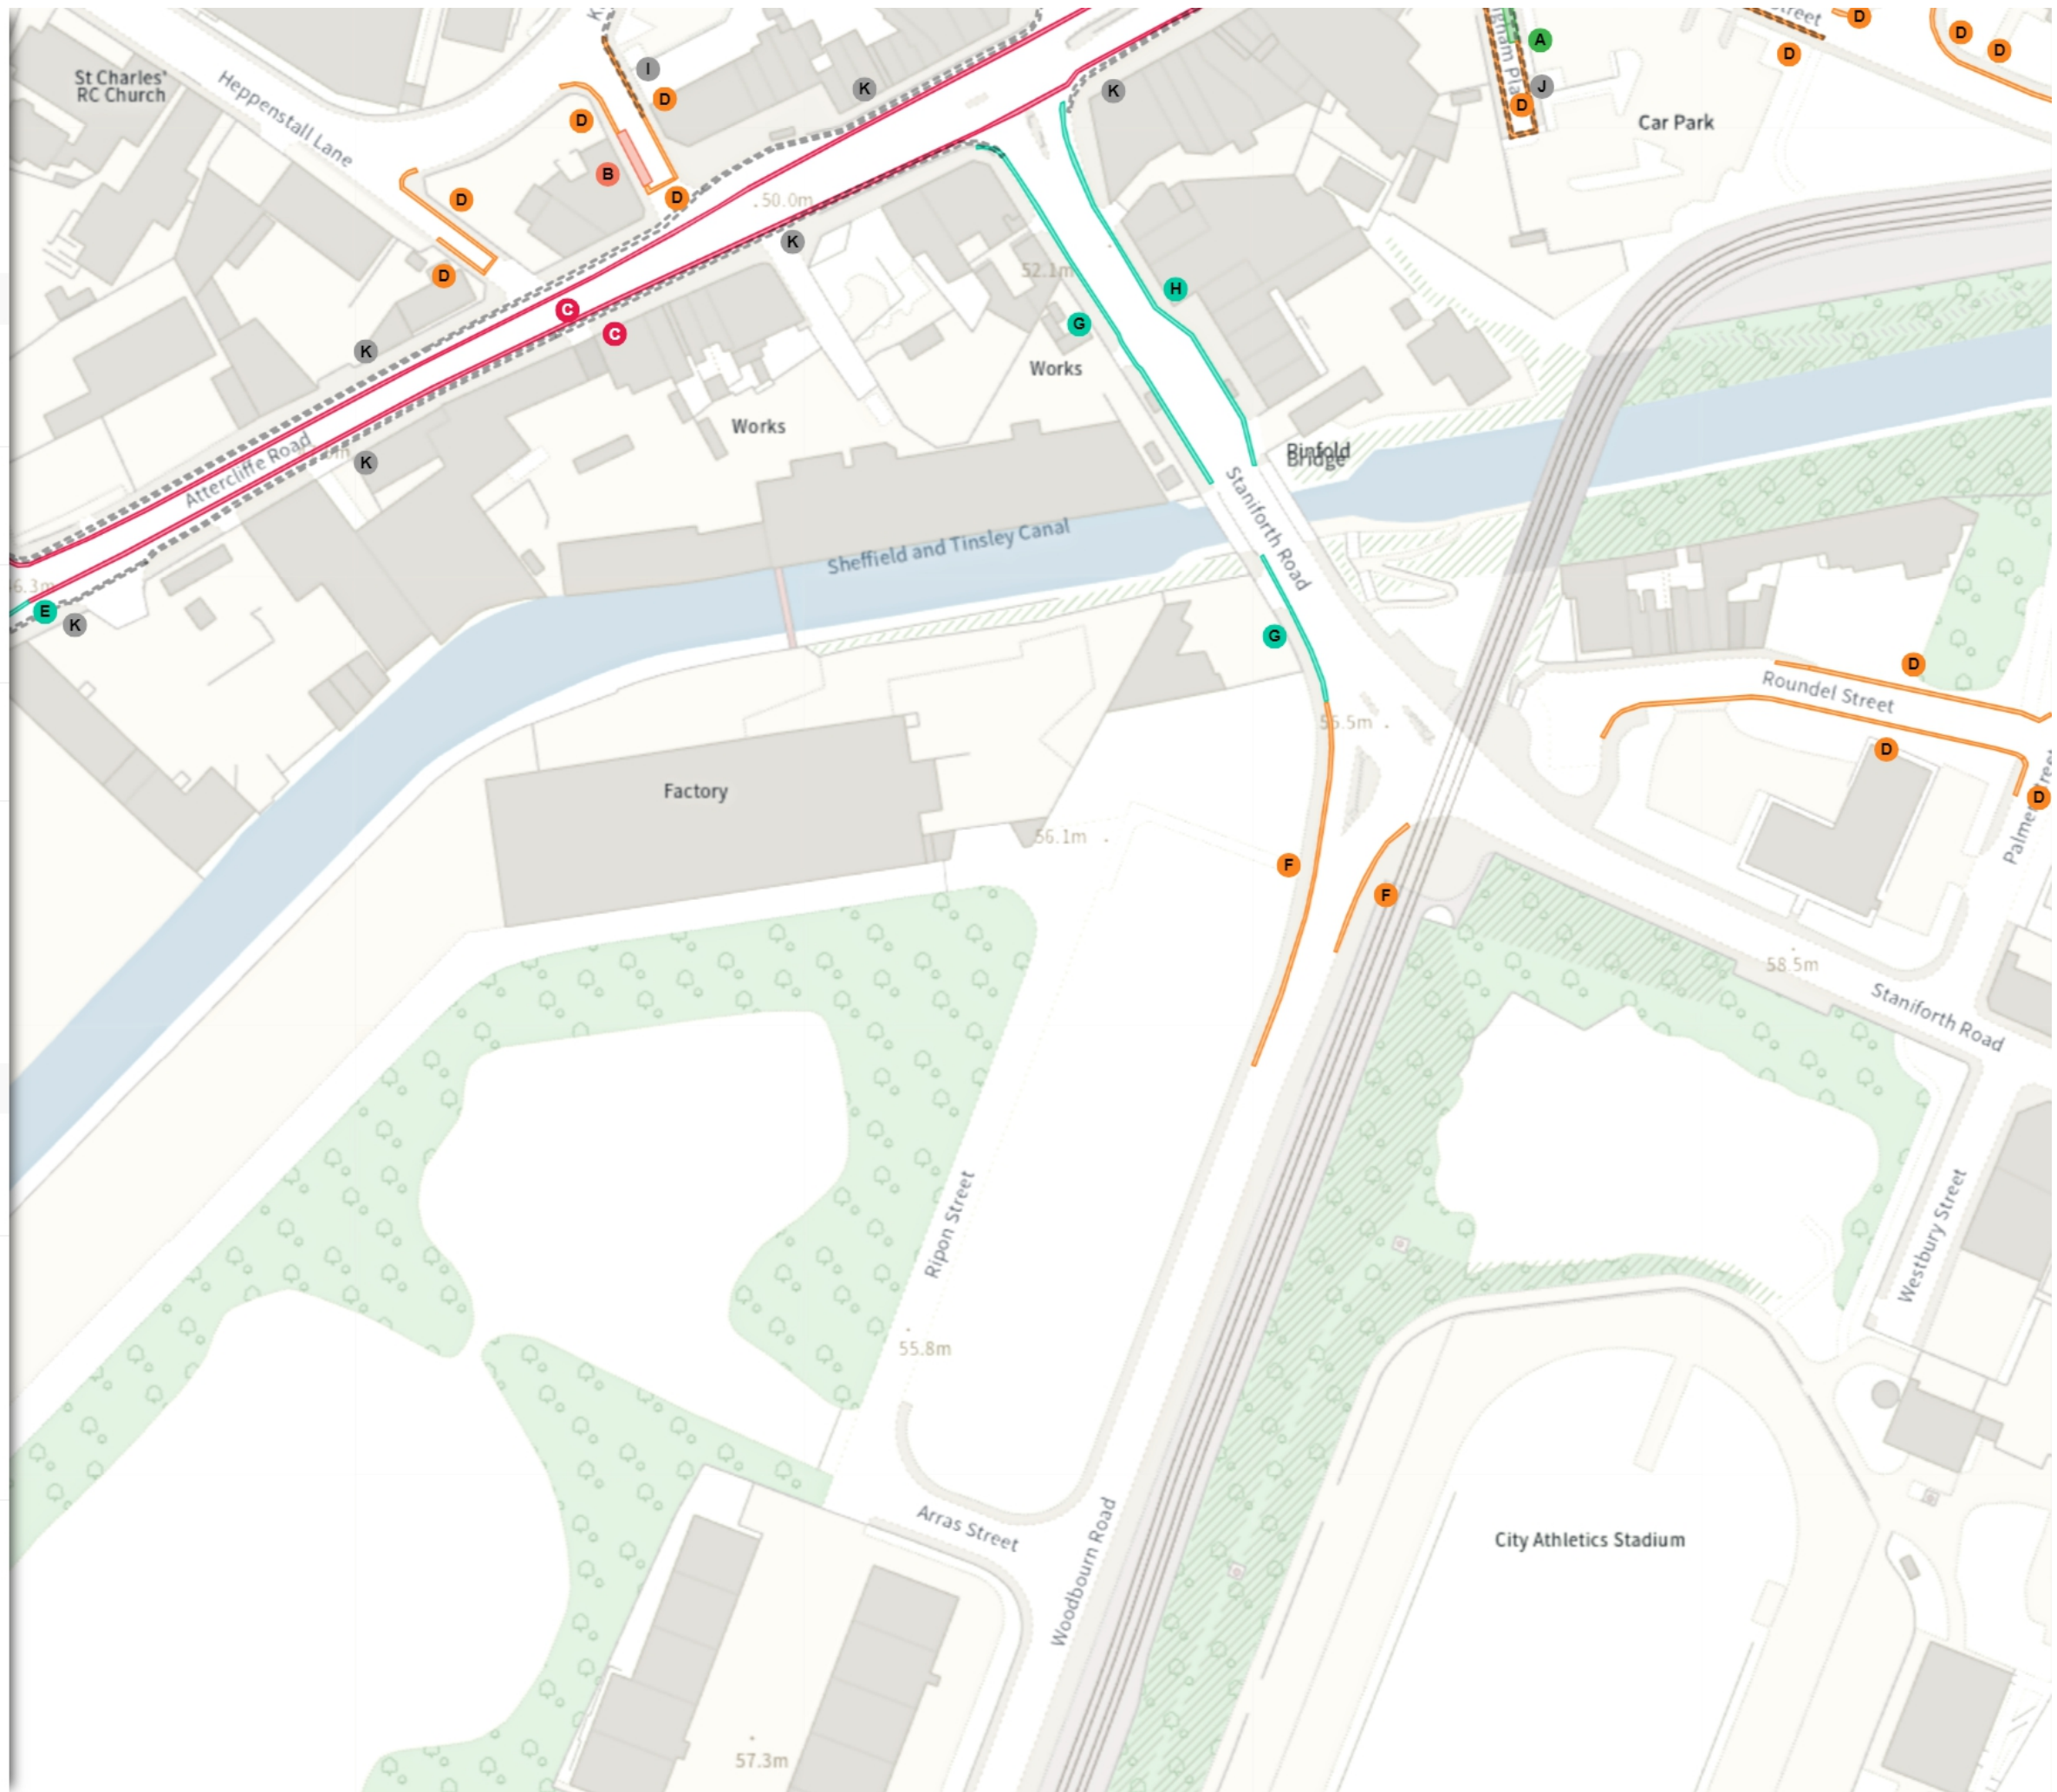 Street
D
D
D
A
D
J
D
K
K
I
D
D
B
D
D
D
St Charles'
RC Church
Heppenstall Lane
Car Park
50.0m
K
52.1m
H
G
C
C
K
K
Works
Works
Attercliffe Road
Pinfold
Bridge
Staniforth Road
Sheffield and Tinsley Canal
E
K
G
D
Roundel Street
D
D
55.5m
Factory
56.1m
F
F
58.5m
Staniforth Road
Westbury Street
Ripon Street
55.8m
Arras Street
Woodbourn Road
City Athletics Stadium
57.3m